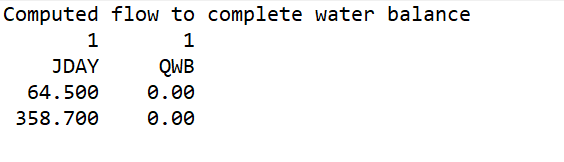 Computed flow to complete water balance
1 1
JDAY QWB
64.500 0.00
358.700 0.00